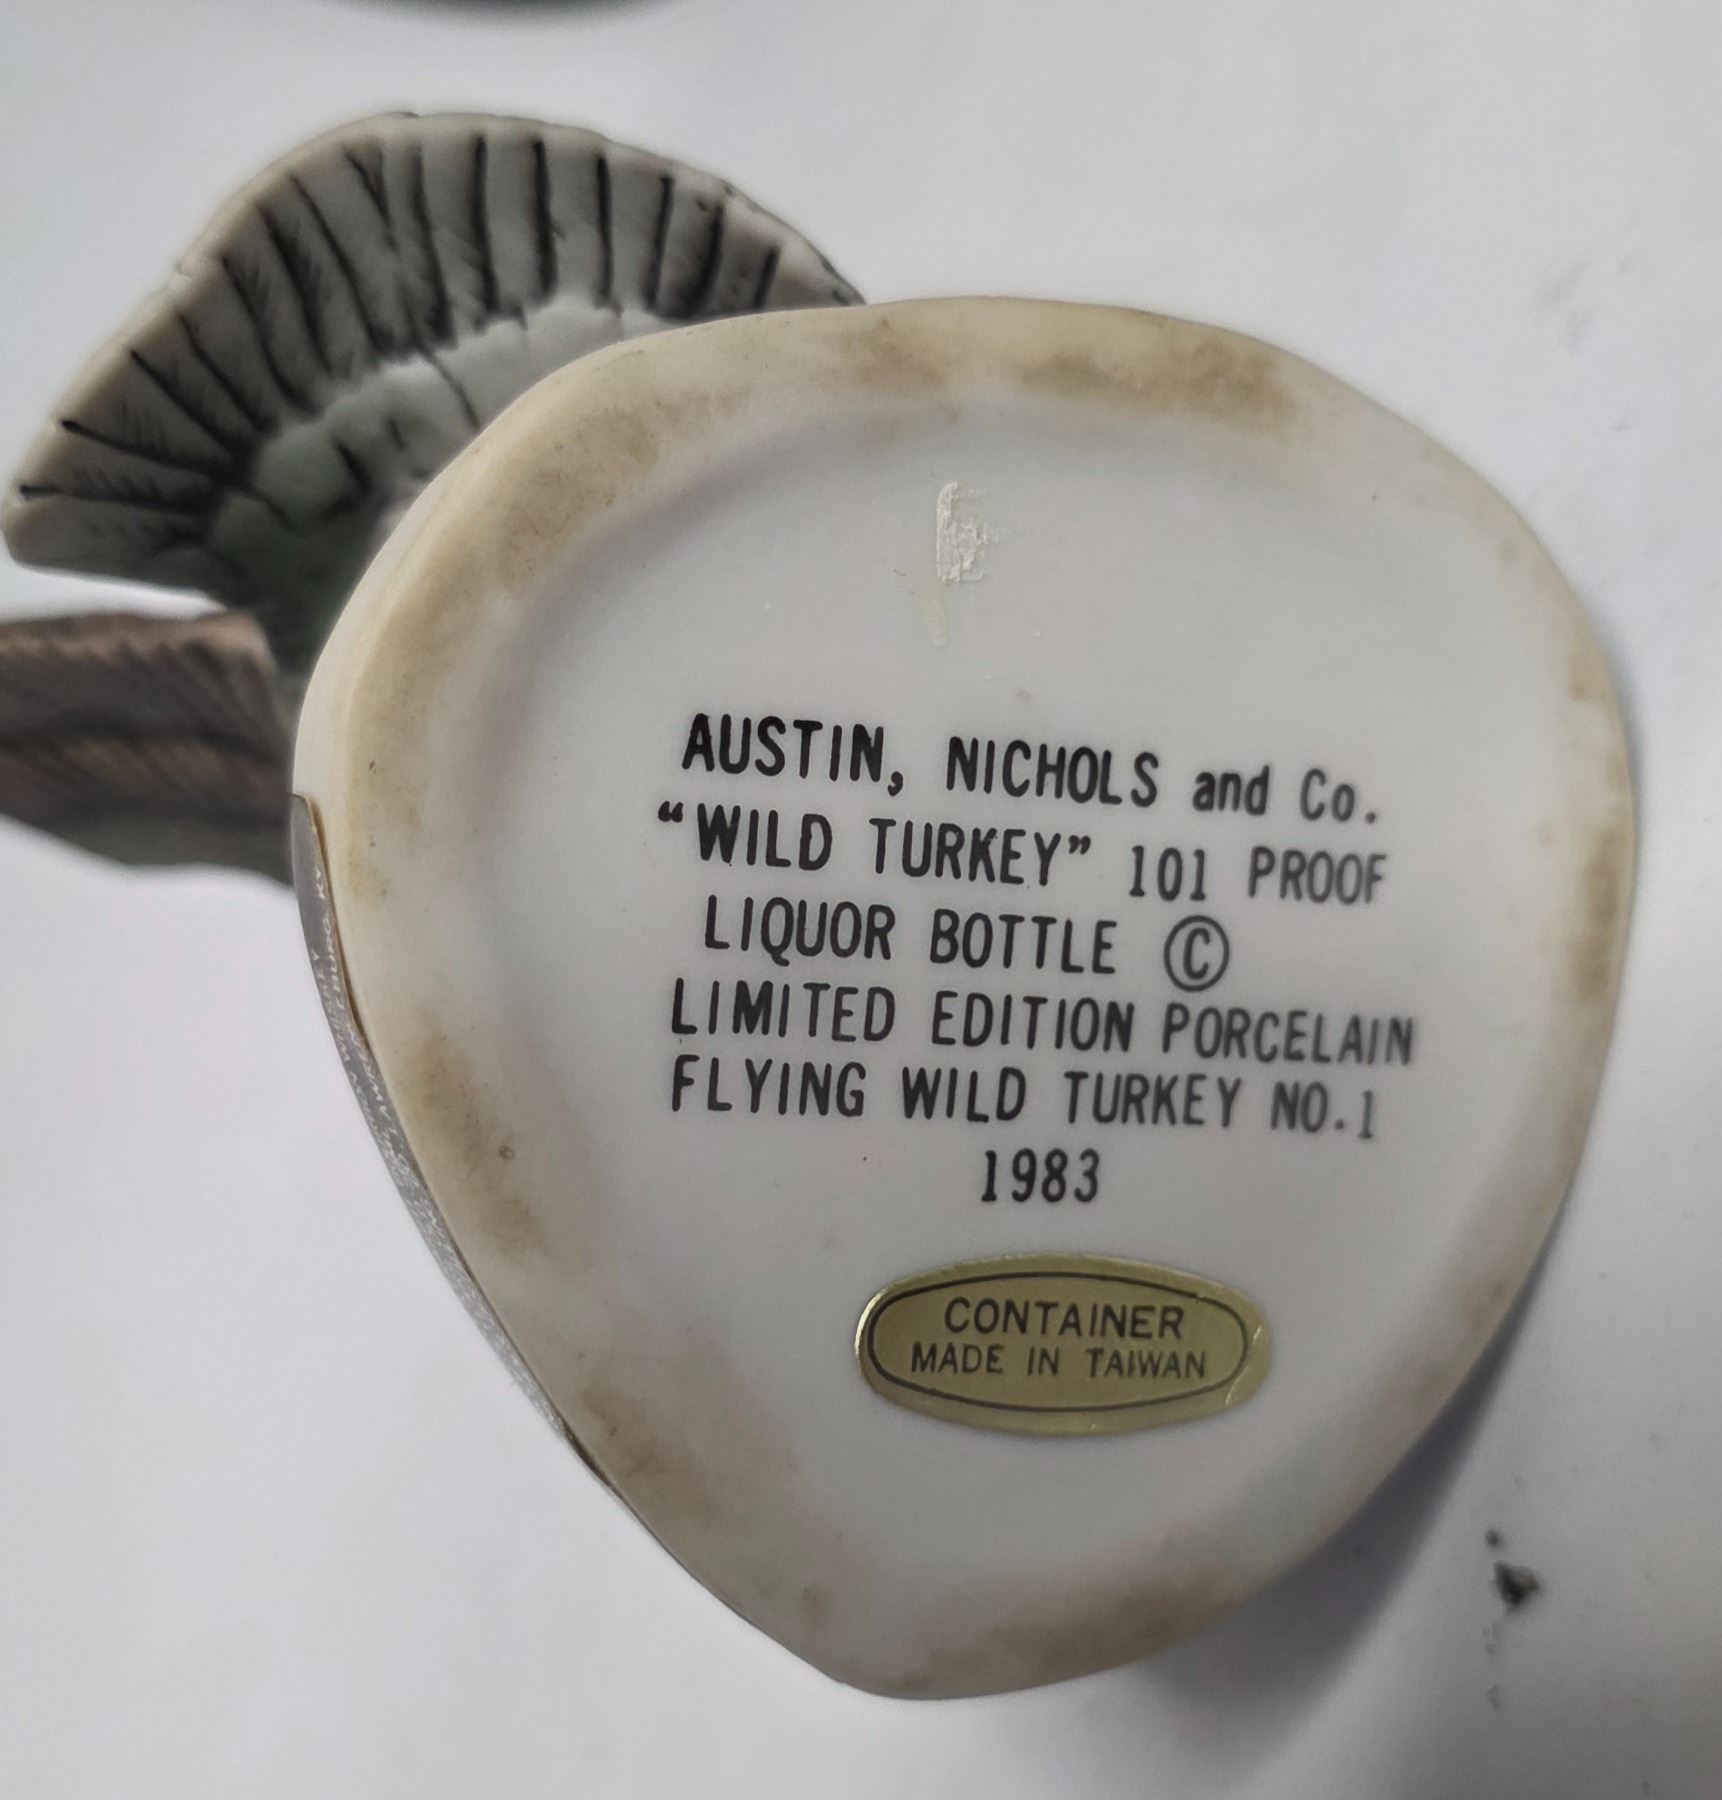 AUSTIN, NICHOLS and Co.
“WILD TURKEY” 101 PROOF
LIQUOR BOTTLE ©
LIMITED EDITION PORCELAIN
FLYING WILD TURKEY NO.1
1983
CONTAINER
MADE IN TAIWAN